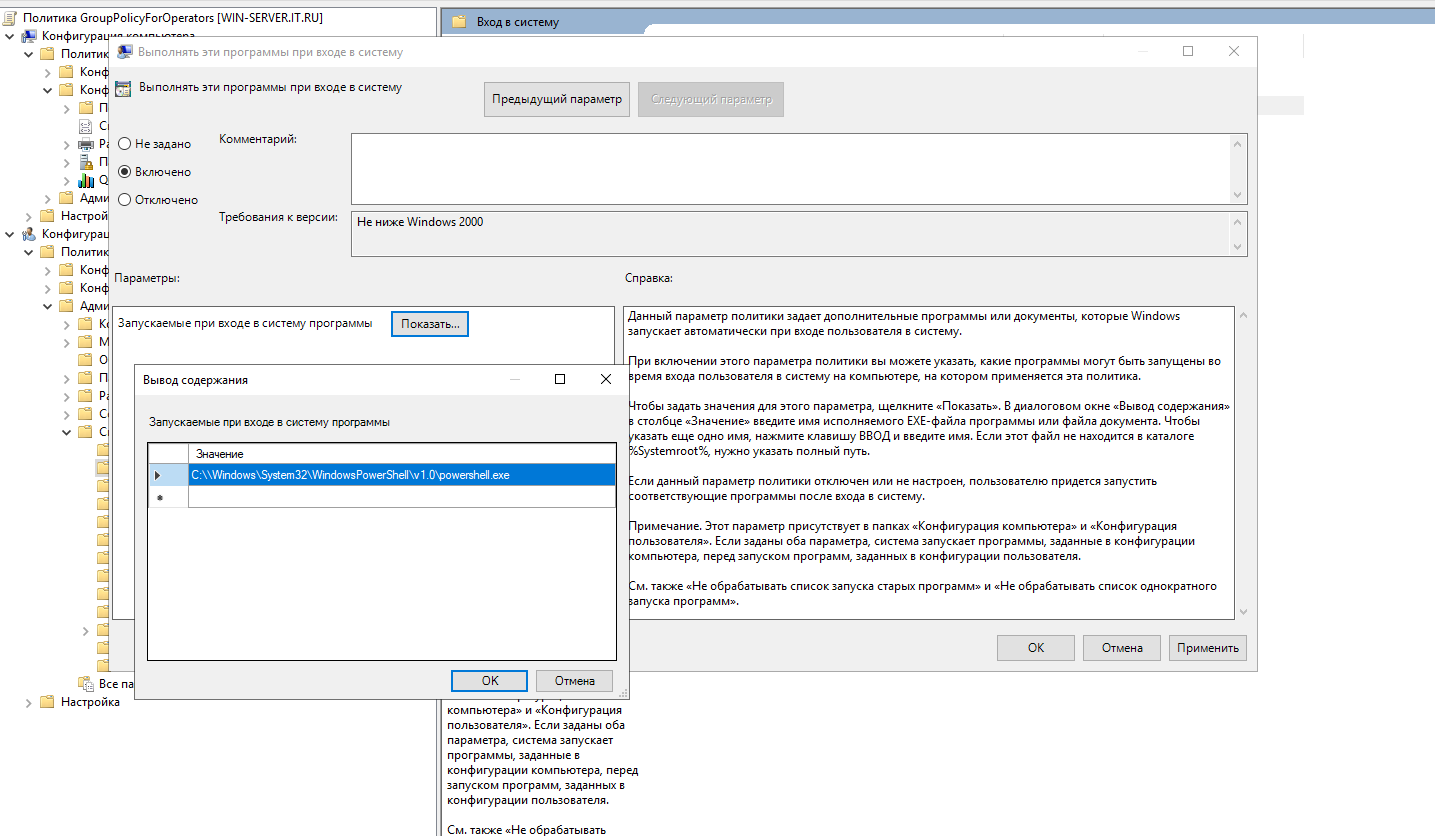 Политика GroupPolicyForOperators [WIN-SERVER.IT.RU]
Вход в систему
Конфигурация компьютера
Политик
Конф
Конф
П
Сц
Ра
П
Q
Адми
Настрой
Конфигурац
Политик
Конф
Конф
Адми
Ко
М
О
П
Ра
Се
Си
Все па
Настройка
Выполнять эти программы при входе в систему
Выполнять эти программы при входе в систему
Предыдущий параметр
Следующий параметр
Не задано
Включено
Отключено
Комментарий:
Требования к версии:
Не ниже Windows 2000
Параметры:
Справка:
Запускаемые при входе в систему программы
Показать...
Данный параметр политики задает дополнительные программы или документы, которые Windows
запускает автоматически при входе пользователя в систему.
При включении этого параметра политики вы можете указать, какие программы могут быть запущены во
время входа пользователя в систему на компьютере, на котором применяется эта политика.
Чтобы задать значения для этого параметра, щелкните «Показать». В диалоговом окне «Вывод содержания»
в столбце «Значение» введите имя исполняемого EXE-файла программы или файла документа. Чтобы
указать еще одно имя, нажмите клавишу ВВОД и введите имя. Если этот файл не находится в каталоге
%Systemroot%, нужно указать полный путь.
Если данный параметр политики отключен или не настроен, пользователю придется запустить
соответствующие программы после входа в систему.
Примечание. Этот параметр присутствует в папках «Конфигурация компьютера» и «Конфигурация
пользователя». Если заданы оба параметра, система запускает программы, заданные в конфигурации
компьютера, перед запуском программ, заданных в конфигурации пользователя.
См. также «Не обрабатывать список запуска старых программ» и «Не обрабатывать список однократного
запуска программ».
ОК
Отмена
Применить
Вывод содержания
Запускаемые при входе в систему программы
Значение
C:\\Windows\System32\WindowsPowerShell\v1.0\powershell.exe
ОК
Отмена
компьютера» и «Конфигурация
пользователя». Если заданы оба
параметра, система запускает
программы, заданные в
конфигурации компьютера, перед
запуском программ, заданных в
конфигурации пользователя.
См. также «Не обрабатывать